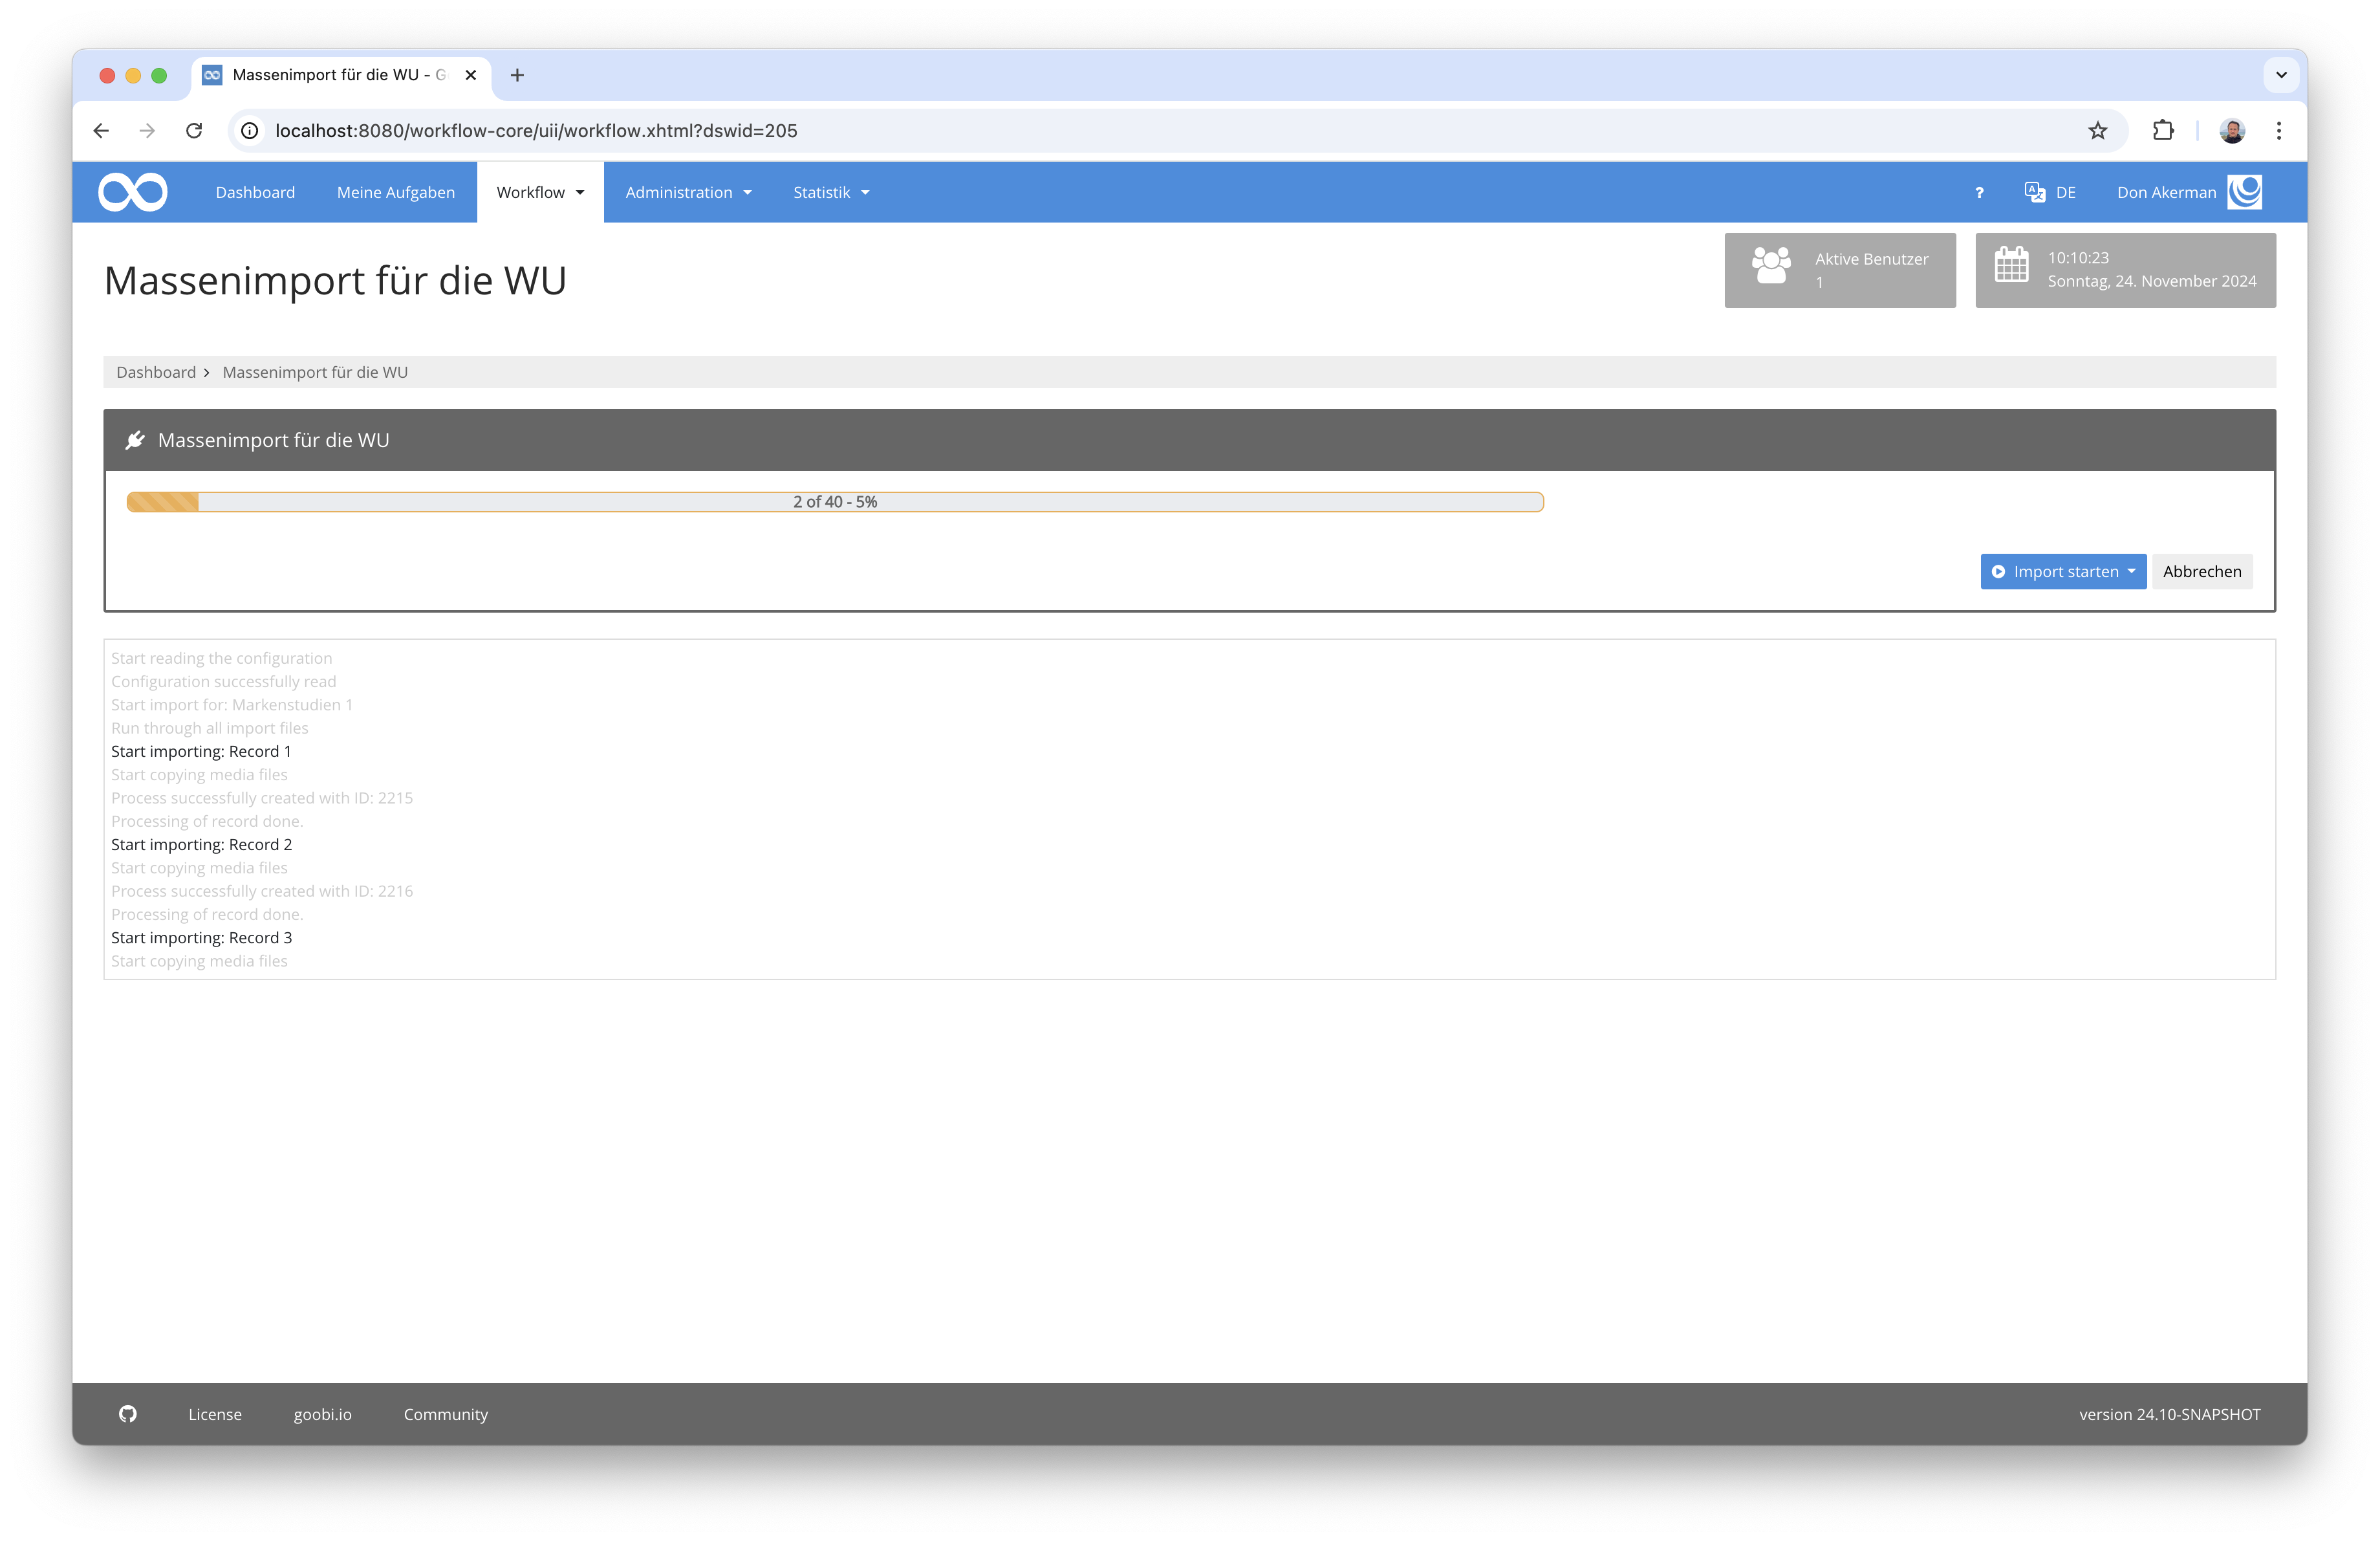 Massenimport für die WU - G
localhost:8080/workflow-core/uii/workflow.xhtml?dswid=205
Dashboard Meine Aufgaben Workflow Administration Statistik ? DE Don Akerman
Massenimport für die WU
Aktive Benutzer
1
10:10:23
Sonntag, 24. November 2024
Dashboard > Massenimport für die WU
Massenimport für die WU
2 of 40 - 5%
Import starten Abbrechen
Start reading the configuration
Configuration successfully read
Start import for: Markenstudien 1
Run through all import files
Start importing: Record 1
Start copying media files
Process successfully created with ID: 2215
Processing of record done.
Start importing: Record 2
Start copying media files
Process successfully created with ID: 2216
Processing of record done.
Start importing: Record 3
Start copying media files
License goobi.io Community version 24.10-SNAPSHOT